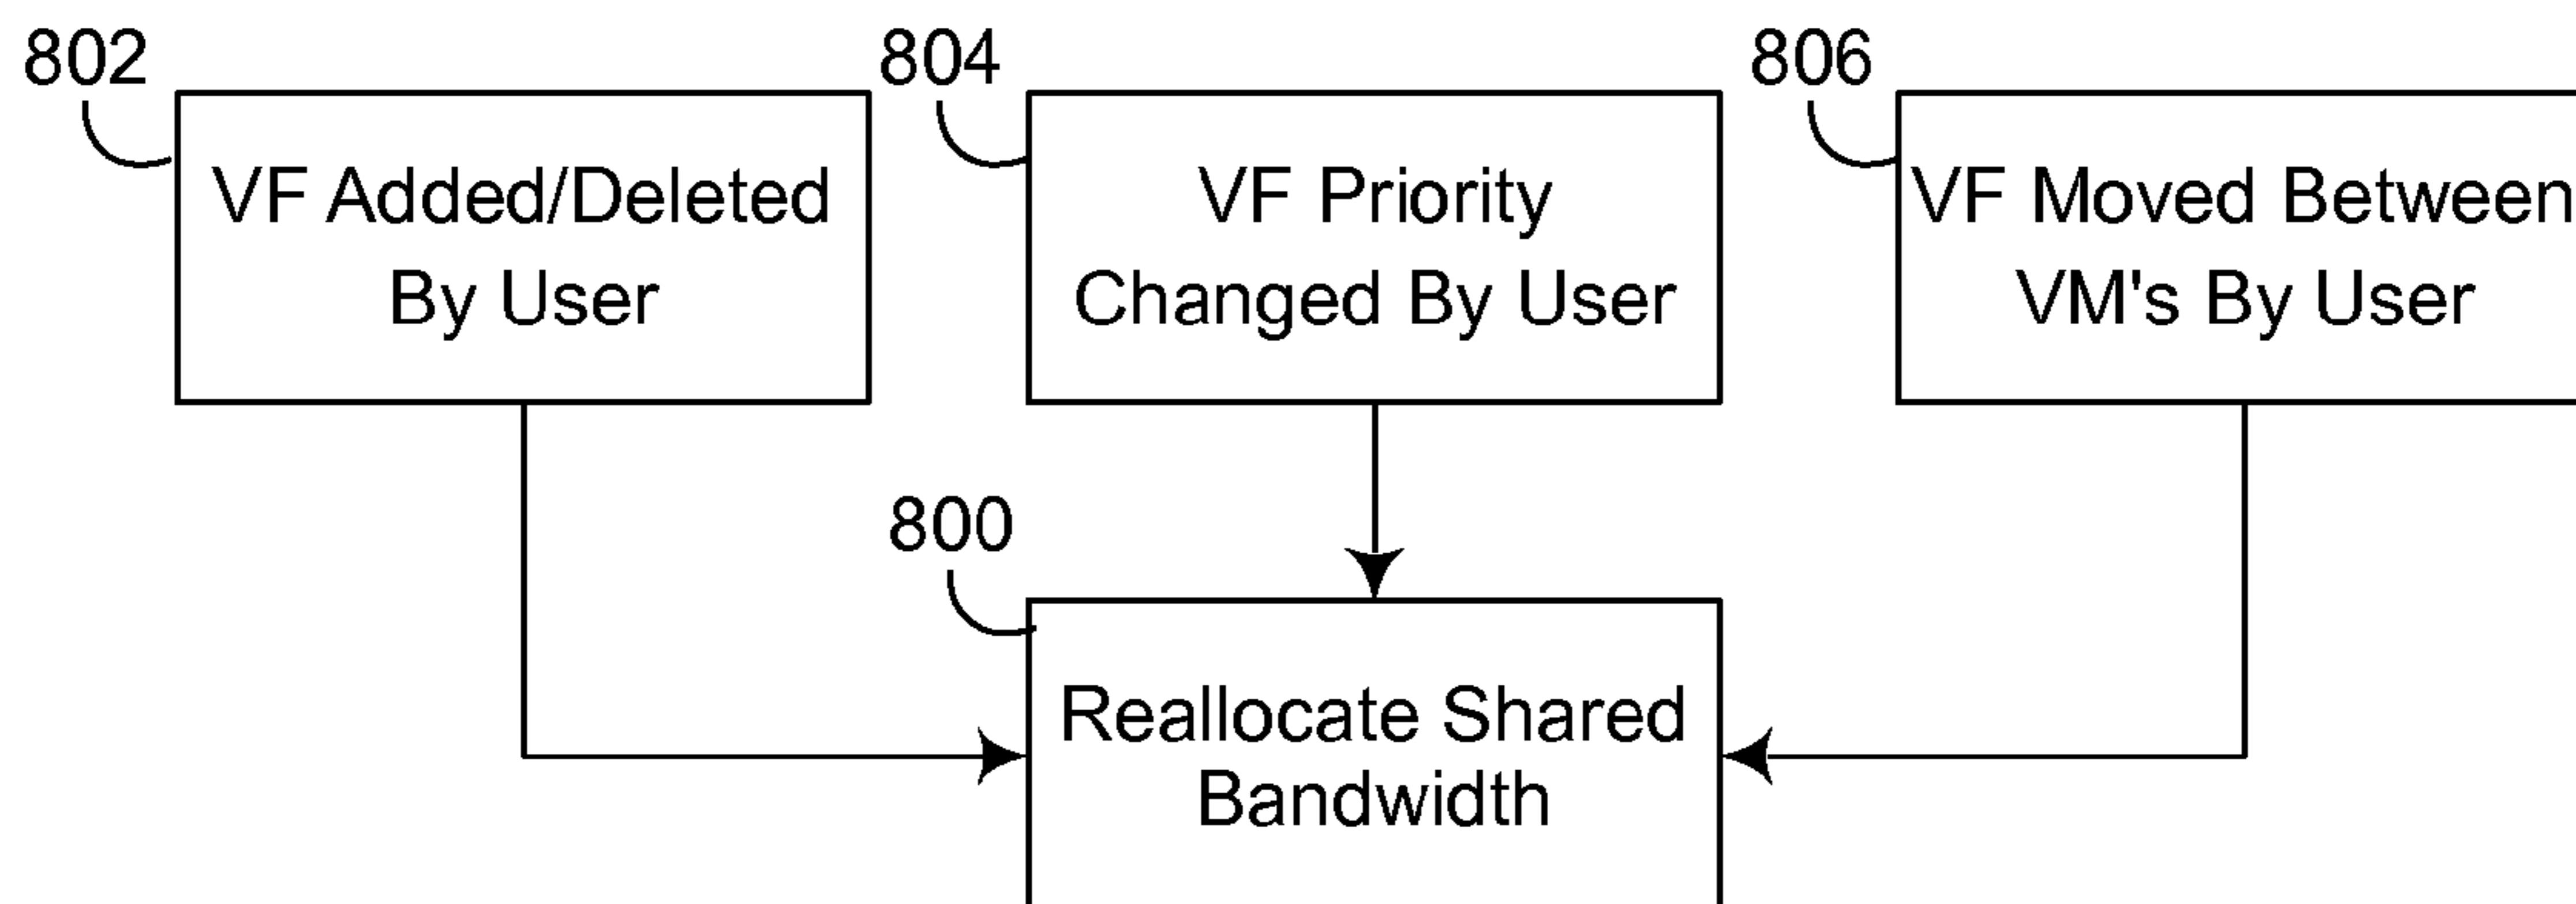 802
VF Added/Deleted
By User
804
VF Priority
Changed By User
806
VF Moved Between
VM's By User
800
Reallocate Shared
Bandwidth